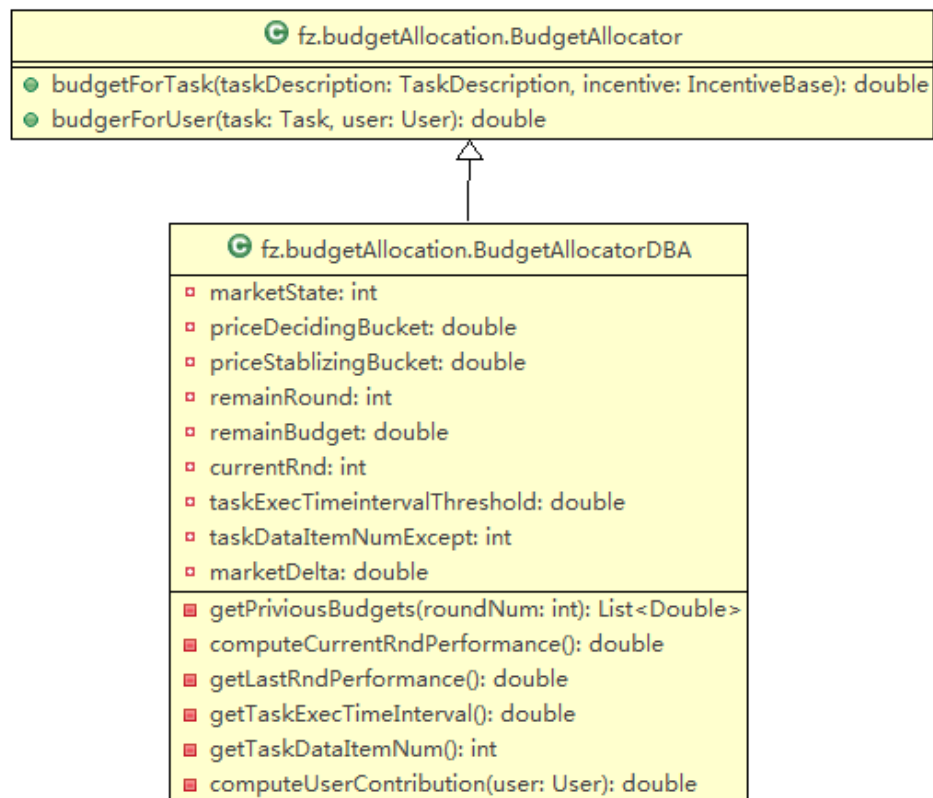 C fz.budgetAllocation.BudgetAllocator
budgetForTask(taskDescription: TaskDescription, incentive: IncentiveBase): double
budgerForUser(task: Task, user: User): double
C fz.budgetAllocation.BudgetAllocatorDBA
marketState: int
priceDecidingBucket: double
priceStablizingBucket: double
remainRound: int
remainBudget: double
currentRnd: int
taskExecTimeintervalThreshold: double
taskDataItemNumExcept: int
marketDelta: double
getPriviousBudgets(roundNum: int): List<Double>
computeCurrentRndPerformance(): double
getLastRndPerformance(): double
getTaskExecTimeInterval(): double
getTaskDataItemNum(): int
computeUserContribution(user: User): double